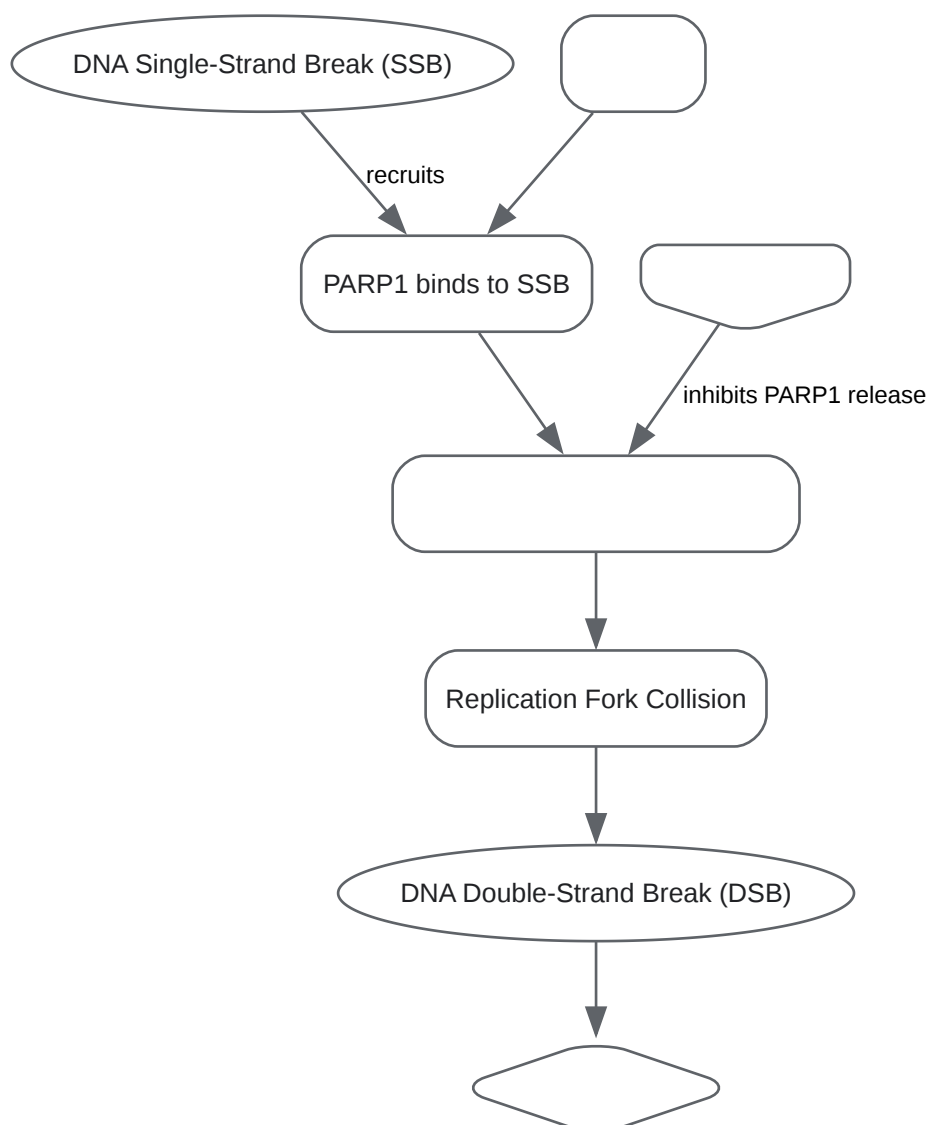 DNA Single-Strand Break (SSB)
recruits
PARP1 binds to SSB
inhibits PARP1 release
Replication Fork Collision
DNA Double-Strand Break (DSB)